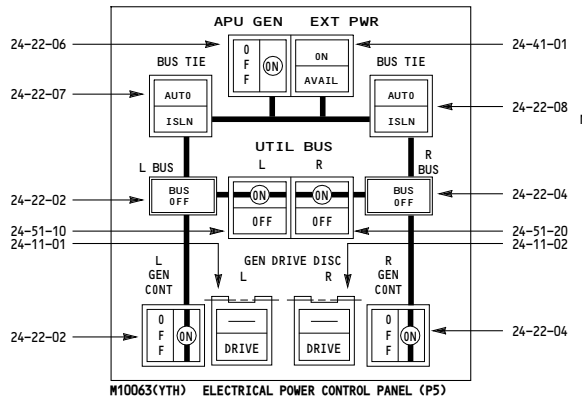 APU GEN EXT PWR
24-22-06
O
F
F
ON
ON
AVAIL
24-41-01
BUS TIE
BUS TIE
24-22-07
AUTO
ISLN
AUTO
ISLN
24-22-08
UTIL BUS
L BUS
L R
R
BUS
24-22-02
BUS
OFF
ON
OFF
ON
OFF
BUS
OFF
24-22-04
24-51-10
24-51-20
24-11-01
24-11-02
GEN DRIVE DISC
L R
L
GEN
CONT
R
GEN
CONT
24-22-02
O
F
F
ON
DRIVE
DRIVE
O
F
F
ON
24-22-04
M10063(YTH) ELECTRICAL POWER CONTROL PANEL (P5)